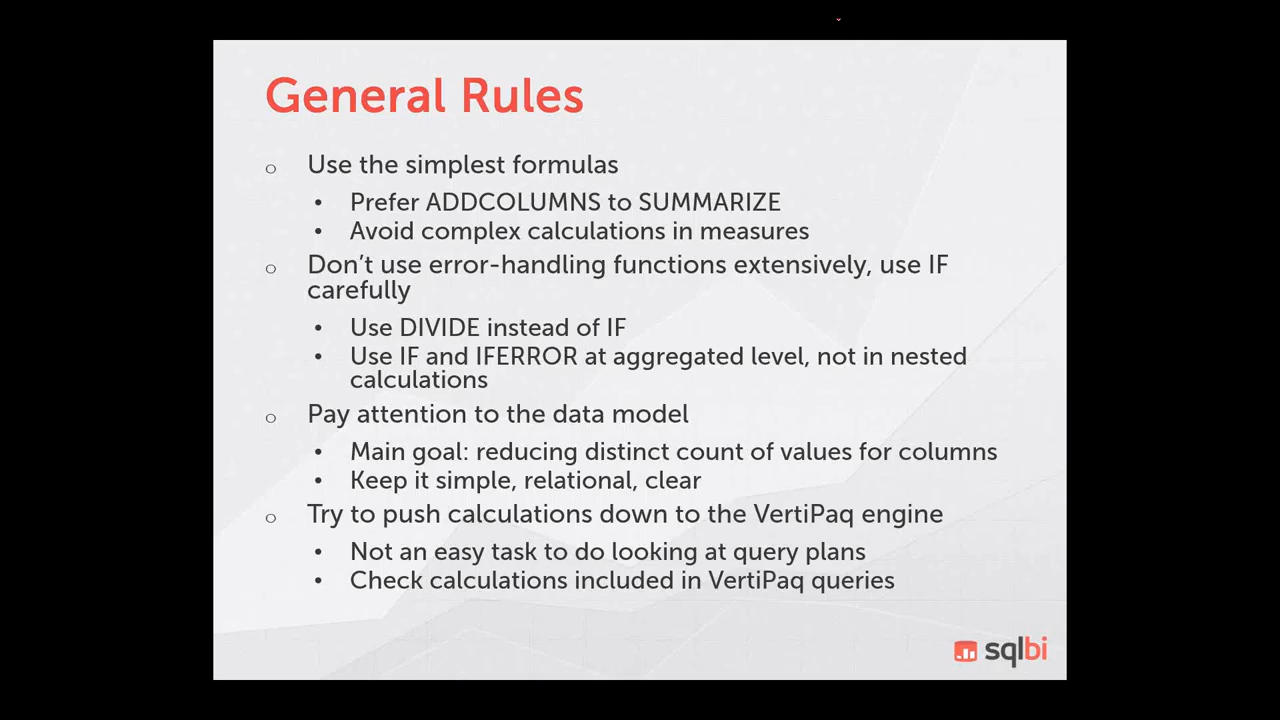 General Rules
o Use the simplest formulas
• Prefer ADDCOLUMNS to SUMMARIZE
• Avoid complex calculations in measures
o Don’t use error-handling functions extensively, use IF
carefully
• Use DIVIDE instead of IF
• Use IF and IFERROR at aggregated level, not in nested
calculations
o Pay attention to the data model
• Main goal: reducing distinct count of values for columns
• Keep it simple, relational, clear
o Try to push calculations down to the VertiPaq engine
• Not an easy task to do looking at query plans
• Check calculations included in VertiPaq queries
sqlbi